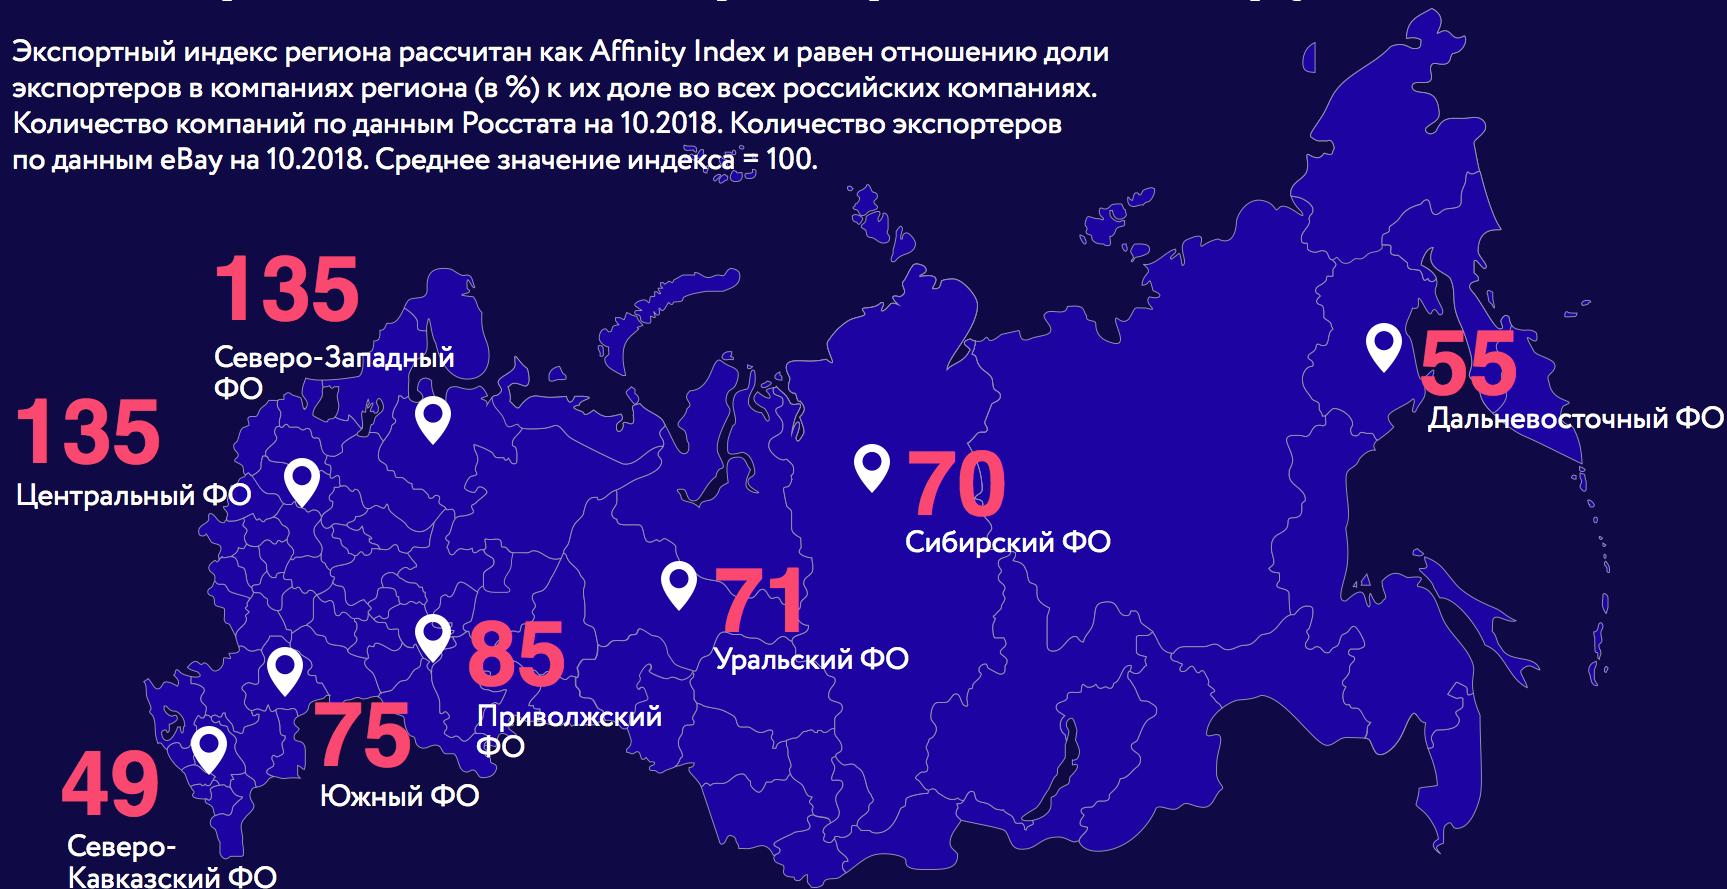 Экспортный индекс региона рассчитан как Affinity Index и равен отношению доли
экспортеров в компаниях региона (в %) к их доле во всех российских компаниях.
Количество компаний по данным Росстата на 10.2018. Количество экспортеров
по данным eBay на 10.2018. Среднее значение индекса = 100.
135
Северо-Западный
ФО
135
Центральный ФО
55
Дальневосточный ФО
70
Сибирский ФО
71
Уральский ФО
85
Приволжский
ФО
75
Южный ФО
49
Северо-
Кавказский ФО